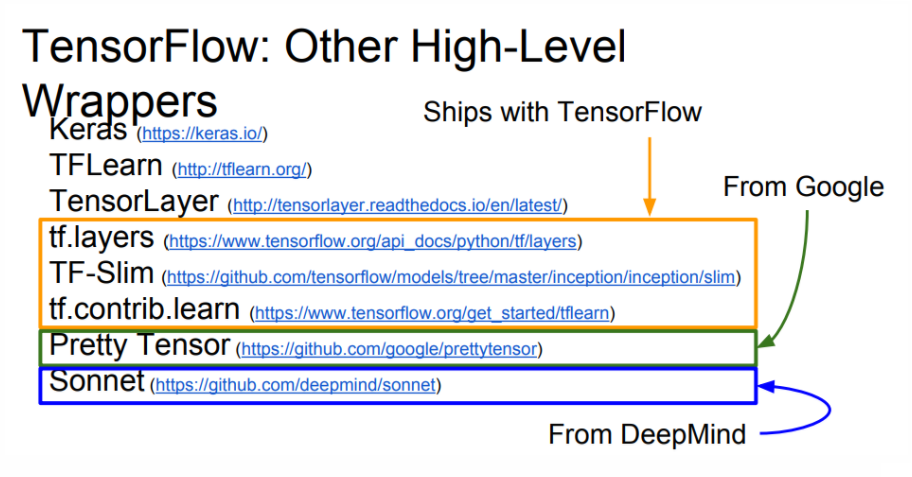 TensorFlow: Other High-Level
Wrappers
Ships with TensorFlow
Keras (https://keras.io/)
TFLearn (http://tflearn.org/)
From Google
TensorLayer (http://tensorlayer.readthedocs.io/en/latest/)
tf.layers (https://www.tensorflow.org/api_docs/python/tf/layers)
TF-Slim (https://github.com/tensorflow/models/tree/master/inception/inception/slim)
tf.contrib.learn (https://www.tensorflow.org/get_started/tflearn)
Pretty Tensor (https://github.com/google/prettytensor)
Sonnet (https://github.com/deepmind/sonnet)
From DeepMind